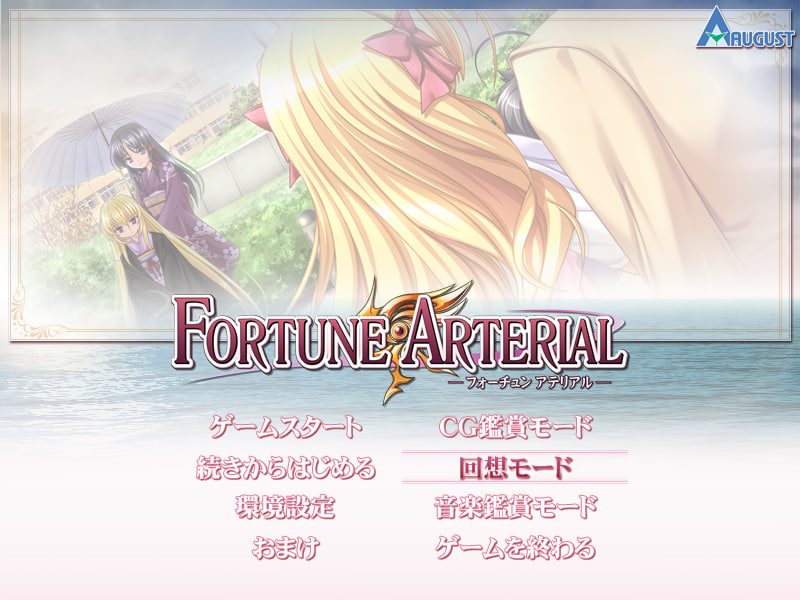 AUGUST
FORTUNE ARTERIAL
フォーチュン アテリアル
ゲームスタート
CG鑑賞モード
続きからはじめる
回想モード
環境設定
音楽鑑賞モード
おまけ
ゲームを終わる